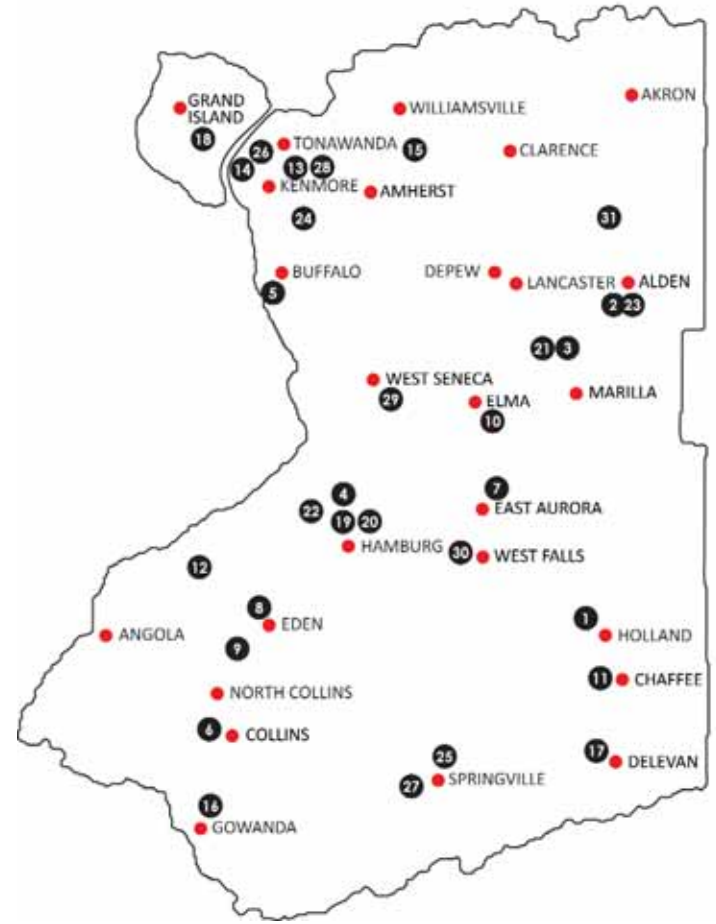 AKRON
GRAND
ISLAND
WILLIAMSVILLE
18
TONAWANDA
26
15
CLARENCE
14
13
28
KENMORE
AMHERST
24
31
BUFFALO
DEPEW
LANCASTER
ALDEN
5
2
23
21
3
WEST SENECA
MARILLA
29
ELMA
10
7
4
22
19
20
EAST AURORA
HAMBURG
30
WEST FALLS
12
8
EDEN
1
ANGOLA
HOLLAND
9
11
CHAFFEE
NORTH COLLINS
6
COLLINS
17
25
DELEVAN
27
SPRINGVILLE
16
GOWANDA